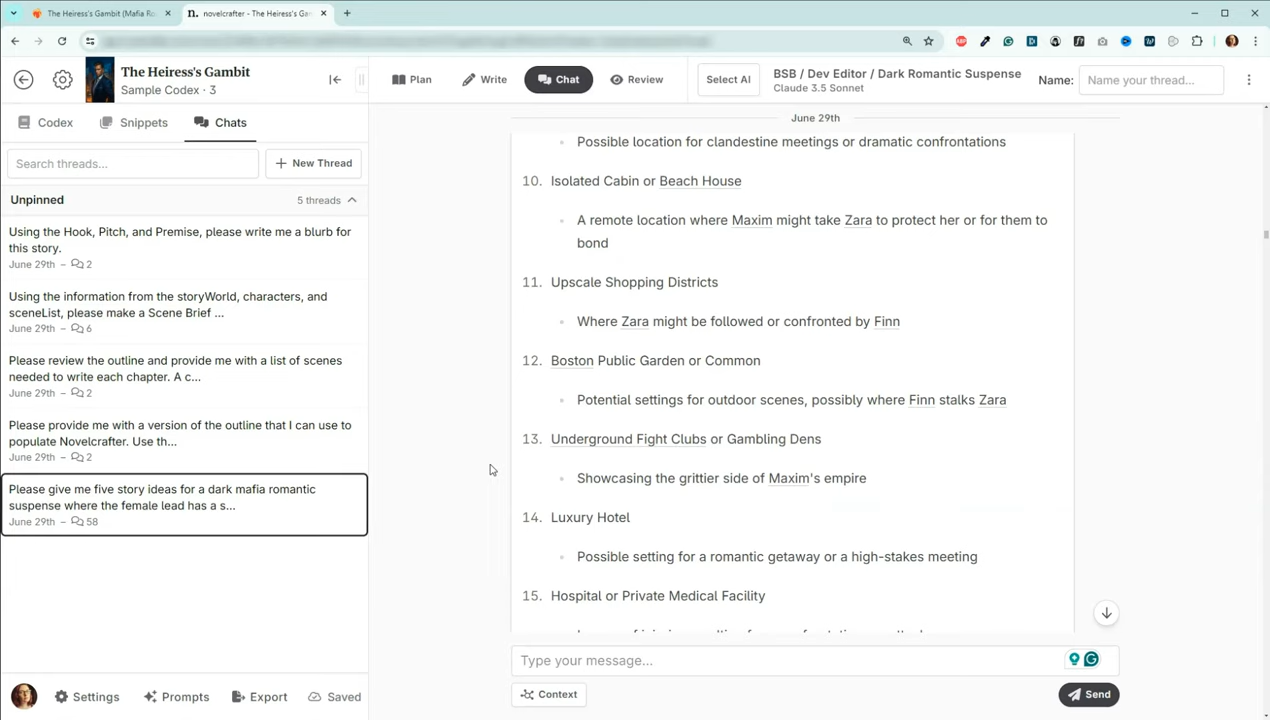 The Heiress's Gambit (Mafia Ro
novelcrafter - The Heiress's Gam
The Heiress's Gambit
Sample Codex · 3
Plan
Write
Chat
Review
Select AI
BSB / Dev Editor / Dark Romantic Suspense
Claude 3.5 Sonnet
Name:
Name your thread...
Codex
Snippets
Chats
Search threads...
+ New Thread
Unpinned
5 threads
Using the Hook, Pitch, and Premise, please write me a blurb for
this story.
June 29th – 2
Using the information from the storyWorld, characters, and
sceneList, please make a Scene Brief ...
June 29th – 6
Please review the outline and provide me with a list of scenes
needed to write each chapter. A c...
June 29th – 2
Please provide me with a version of the outline that I can use to
populate Novelcrafter. Use th...
June 29th – 2
Please give me five story ideas for a dark mafia romantic
suspense where the female lead has a s...
June 29th – 58
Settings
Prompts
Export
Saved
June 29th
Possible location for clandestine meetings or dramatic confrontations
10. Isolated Cabin or Beach House
A remote location where Maxim might take Zara to protect her or for them to
bond
11. Upscale Shopping Districts
Where Zara might be followed or confronted by Finn
12. Boston Public Garden or Common
Potential settings for outdoor scenes, possibly where Finn stalks Zara
13. Underground Fight Clubs or Gambling Dens
Showcasing the grittier side of Maxim's empire
14. Luxury Hotel
Possible setting for a romantic getaway or a high-stakes meeting
15. Hospital or Private Medical Facility
Type your message...
Context
Send